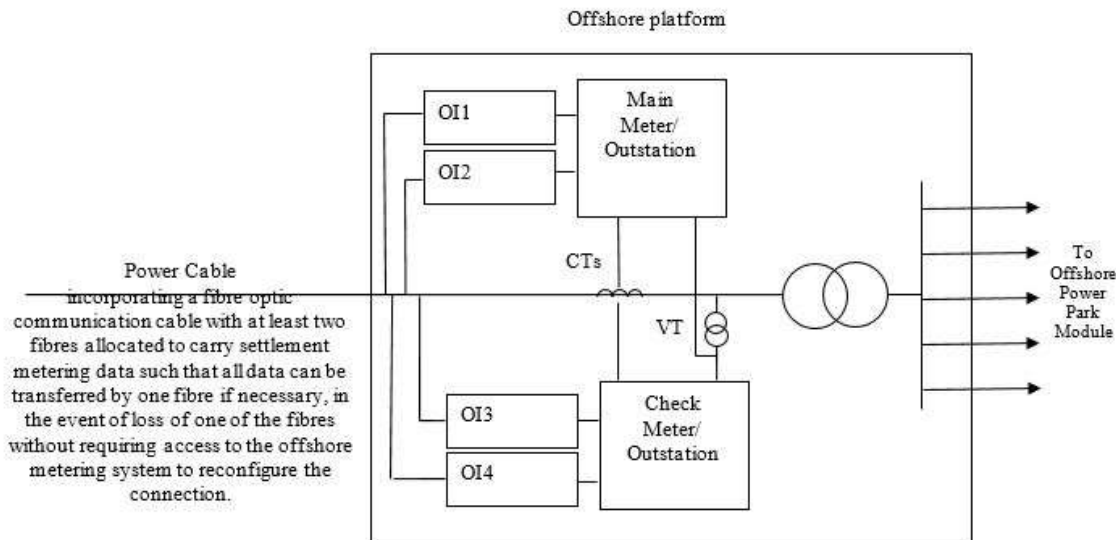 Offshore platform
OI1
OI2
Main
Meter/
Outstation
CTs
VT
Power Cable
incorporating a fibre optic
communication cable with at least two
fibres allocated to carry settlement
metering data such that all data can be
transferred by one fibre if necessary, in
the event of loss of one of the fibres
without requiring access to the offshore
metering system to reconfigure the
connection.
OI3
OI4
Check
Meter/
Outstation
To
Offshore
Power
Park
Module